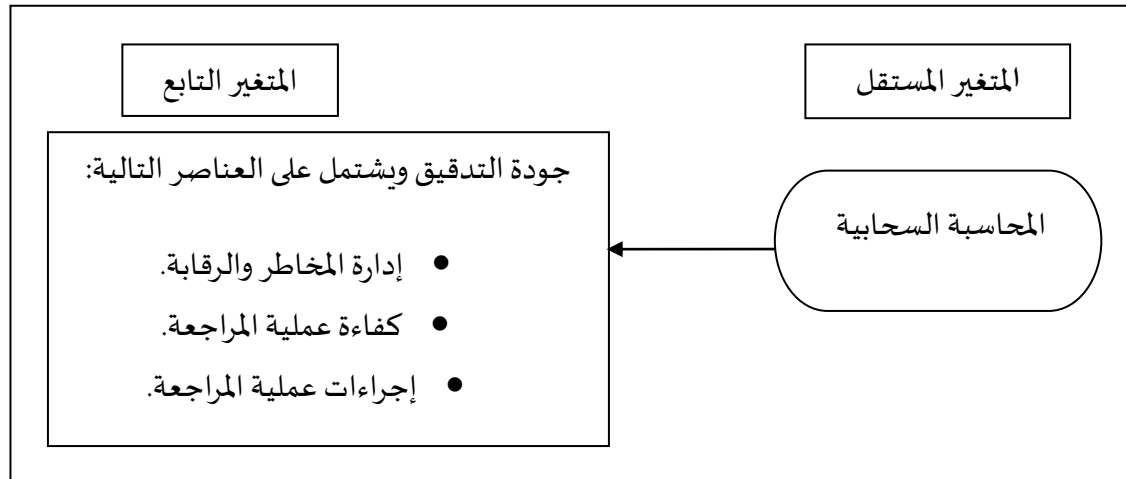 المتغير المستقل
المتغير التابع
المحاسبة السحابية
جودة التدقيق ويشتمل على العناصر التالية:
● إدارة المخاطر والرقابة.
● كفاءة عملية المراجعة.
● إجراءات عملية المراجعة.